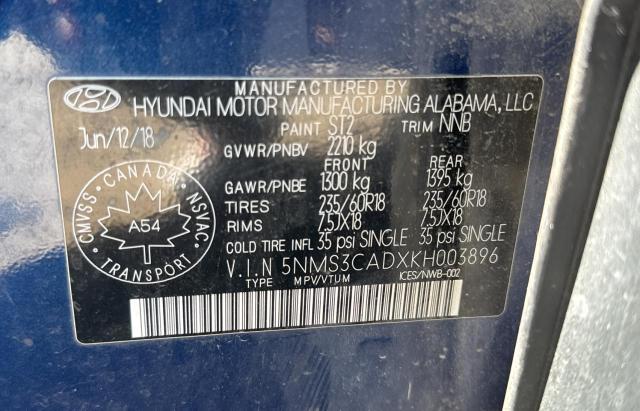 MANUFACTURED BY
HYUNDAI MOTOR MANUFACTURING ALABAMA, LLC
Jun/12/18
PAINT ST2 TRIM NNB
GVWR/PNBV 2210 kg
FRONT REAR
GAWR/PNBE 1300 kg 1395 kg
TIRES 235/60R18 235/60R18
RIMS 7.5JX18 7.5JX18
COLD TIRE INFL 35 psi SINGLE 35 psi SINGLE
V.I.N 5NMS3CADXKH003896
TYPE MPV/VTUM ICES/NWB-002
CANADA
CMVSS NSVAC
A54
TRANSPORT